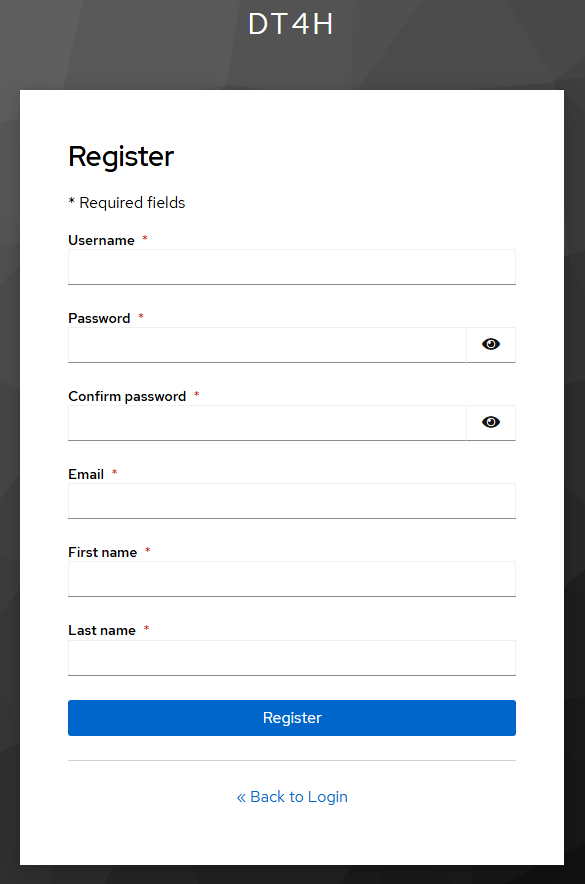 DT4H
Register
* Required fields
Username *
Password *
Confirm password *
Email *
First name *
Last name *
Register
« Back to Login